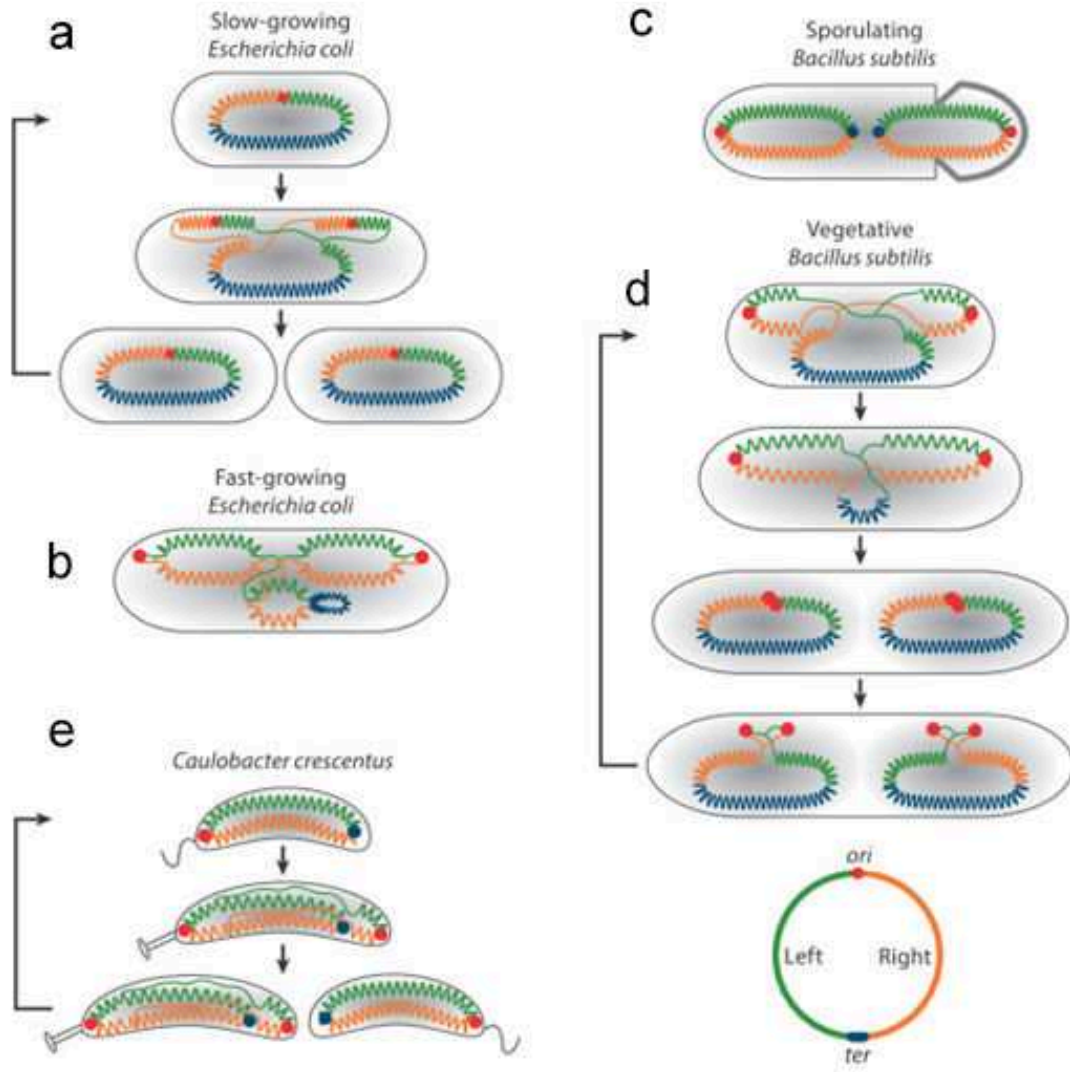 a
Slow-growing
Escherichia coli
Fast-growing
Escherichia coli
b
c
Sporulating
Bacillus subtilis
Vegetative
Bacillus subtilis
d
e
Caulobacter crescentus
ori
Left
Right
ter